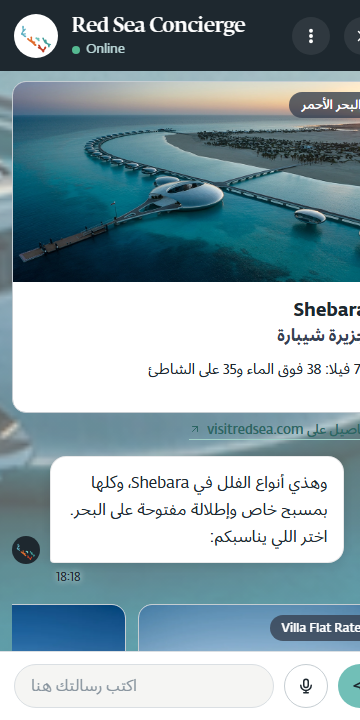 Red Sea Concierge
Online
البحر الأحمر
Shebara
جزيرة شيبارة
فيلا: 38 فوق الماء و35 على الشاطئ
على visitredsea.com
وهذي أنواع الفلل في Shebara، وكلها
بمسبح خاص وإطلالة مفتوحة على البحر.
اختر اللي يناسبكم:
18:18
Villa Flat Rate
اكتب رسالتك هنا